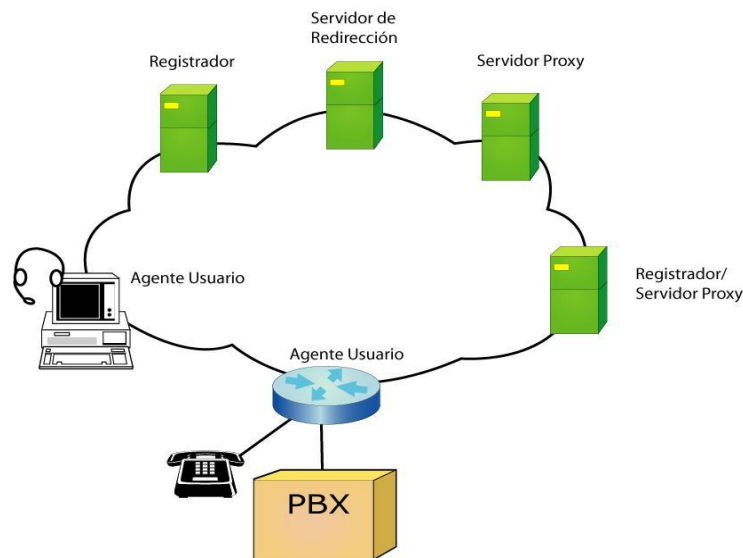 Servidor de
Redirección
Registrador
Servidor Proxy
Agente Usuario
Registrador/
Servidor Proxy
Agente Usuario
PBX